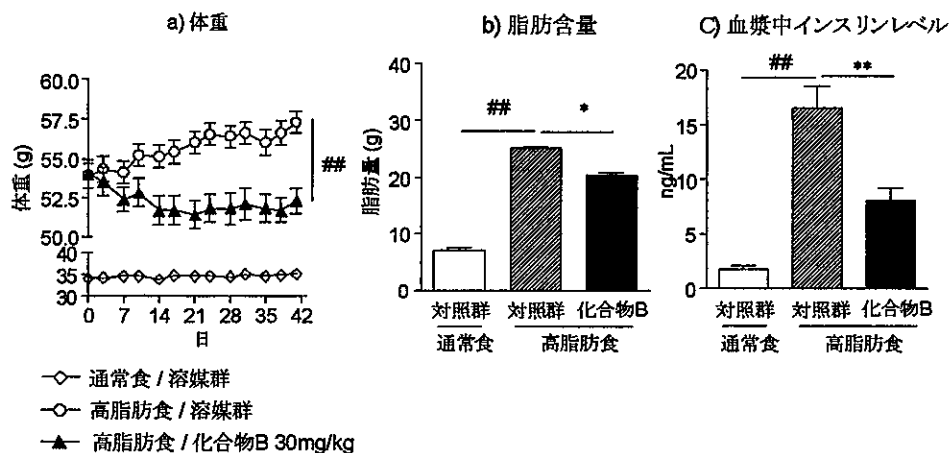 a) 体重
体重 (g)
60.0
57.5
55.0
52.5
50.0
40
35
30
##
0 7 14 21 28 35 42
日
通常食 / 溶媒群
高脂肪食 / 溶媒群
高脂肪食 / 化合物B 30mg/kg
b) 脂肪含量
脂肪量 (g)
40
30
20
10
0
## *
対照群 対照群 化合物B
通常食 高脂肪食
C) 血漿中インスリンレベル
ng/mL
20
15
10
5
0
## **
対照群 対照群 化合物B
通常食 高脂肪食